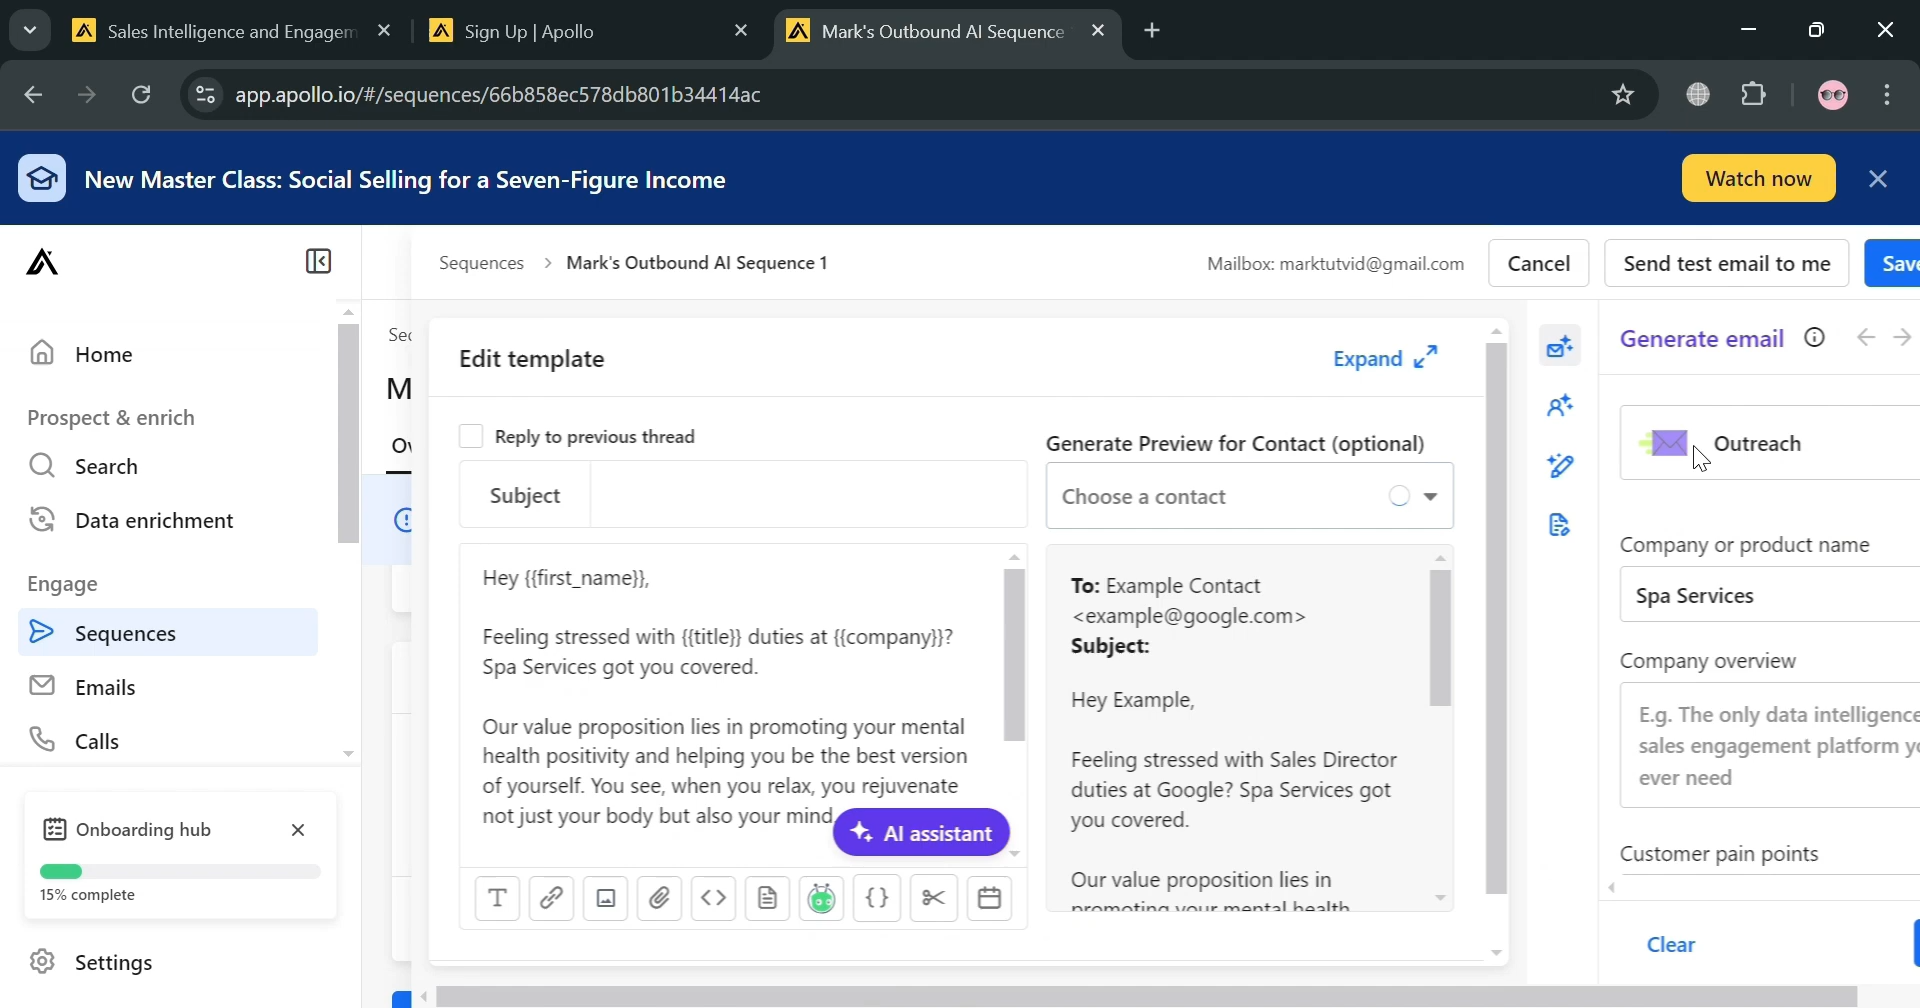 Sales Intelligence and Engagem
Sign Up | Apollo
Mark's Outbound AI Sequence
app.apollo.io/#/sequences/66b858ec578db801b34414ac
New Master Class: Social Selling for a Seven-Figure Income
Watch now
Sequences > Mark's Outbound AI Sequence 1
Mailbox: marktutvid@gmail.com
Cancel
Send test email to me
Save
Home
Prospect & enrich
Search
Data enrichment
Engage
Sequences
Emails
Calls
Onboarding hub
15% complete
Settings
Sec
M
Ov
Edit template
Expand
Reply to previous thread
Subject
Hey {{first_name}},
Feeling stressed with {{title}} duties at {{company}}?
Spa Services got you covered.
Our value proposition lies in promoting your mental
health positivity and helping you be the best version
of yourself. You see, when you relax, you rejuvenate
not just your body but also your mind.
AI assistant
Generate Preview for Contact (optional)
Choose a contact
To: Example Contact
<example@google.com>
Subject:
Hey Example,
Feeling stressed with Sales Director
duties at Google? Spa Services got
you covered.
Our value proposition lies in
promoting your mental health
Generate email
Outreach
Company or product name
Spa Services
Company overview
E.g. The only data intelligence
sales engagement platform yo
ever need
Customer pain points
Clear